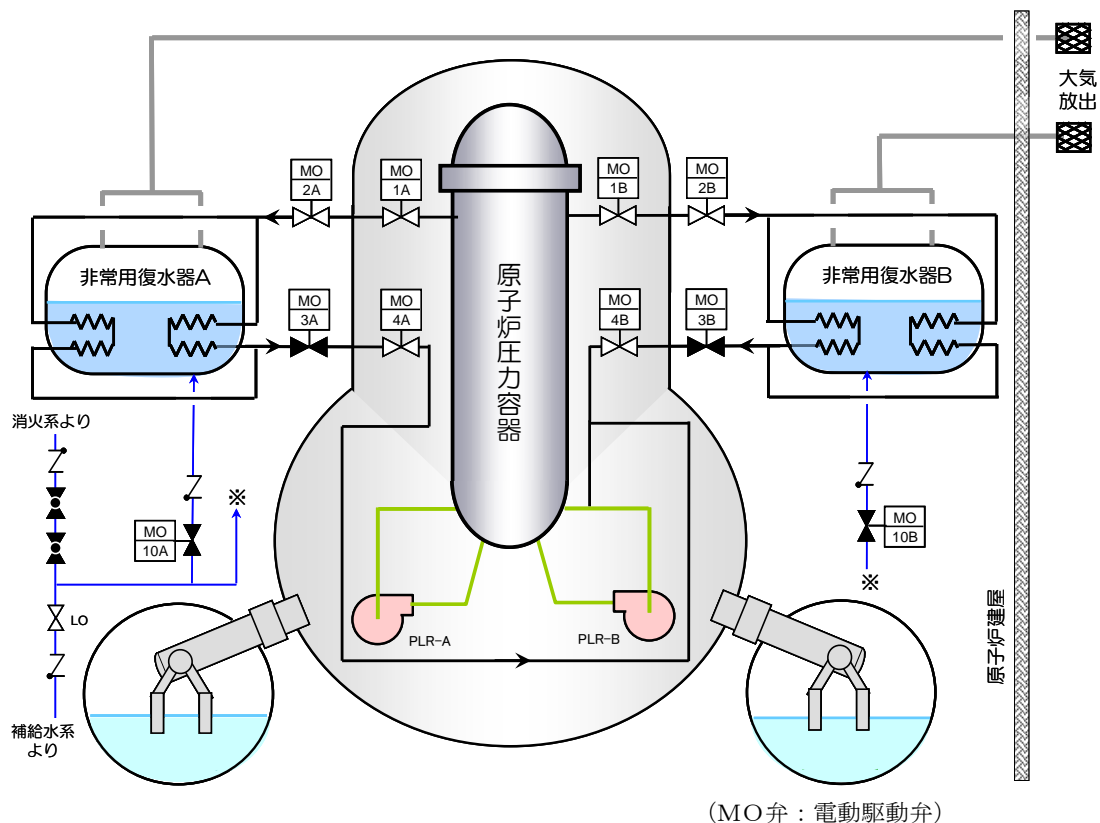 大気
放出
MO
2A
MO
1A
MO
1B
MO
2B
非常用復水器A
原子炉圧力容器
非常用復水器B
MO
3A
MO
4A
MO
4B
MO
3B
消火系より
※
MO
10A
MO
10B
※
LO
PLR-A
PLR-B
原子炉建屋
補給水系
より
(MO弁：電動駆動弁)